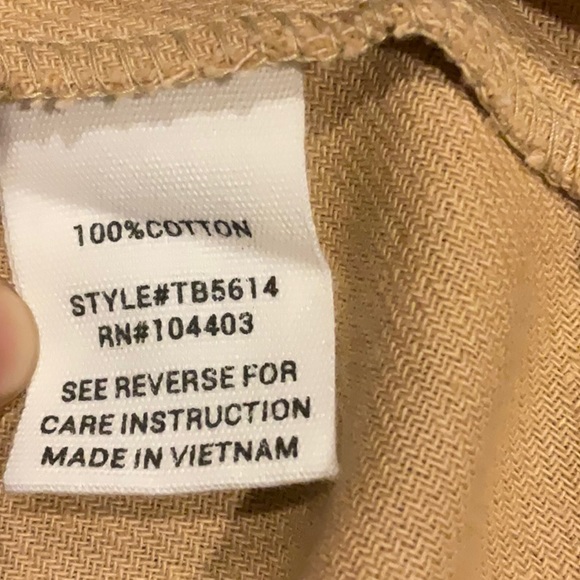 100%COTTON
STYLE#TB5614
RN#104403
SEE REVERSE FOR
CARE INSTRUCTION
MADE IN VIETNAM